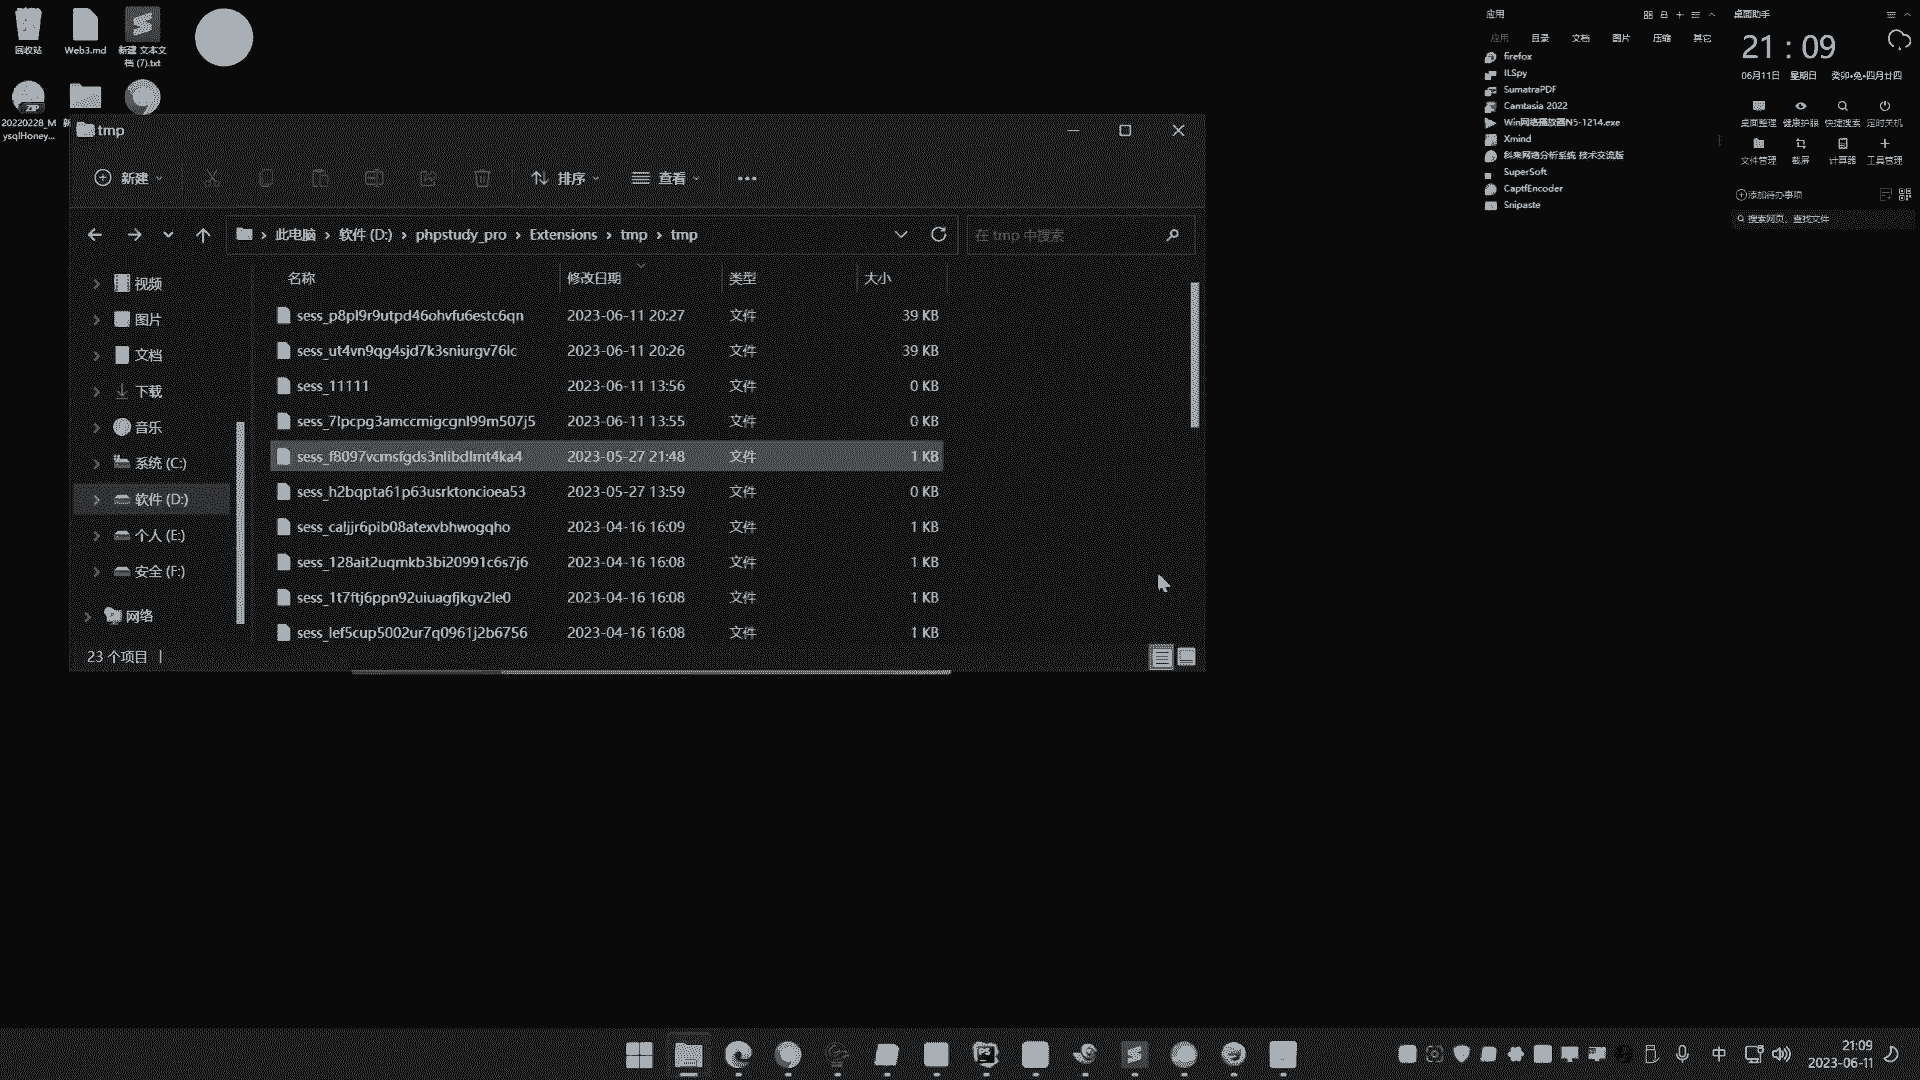 回收站
Web3.md
新建 文本文
档 (7).txt
20220228_M
ysqlHoney...
tmp
新建
排序
查看
此电脑 › 软件 (D:) › phpstudy_pro › Extensions › tmp › tmp
在 tmp 中搜索
视频
图片
文档
下载
音乐
系统 (C:)
软件 (D:)
个人 (E:)
安全 (F:)
网络
名称 修改日期 类型 大小
sess_p8pl9r9utpd46ohvfu6estc6qn 2023-06-11 20:27 文件 39 KB
sess_ut4vn9qg4sjd7k3sniurgv76lc 2023-06-11 20:26 文件 39 KB
sess_11111 2023-06-11 13:56 文件 0 KB
sess_7lpcpg3amccmigcgnl99m507j5 2023-06-11 13:55 文件 0 KB
sess_f8097vcmsfgds3nlibdlmt4ka4 2023-05-27 21:48 文件 1 KB
sess_h2bqpta61p63usrktoncioea53 2023-05-27 13:59 文件 0 KB
sess_caljjr6pib08atexvbhwogqho 2023-04-16 16:09 文件 1 KB
sess_128ait2uqmkb3bi20991c6s7j6 2023-04-16 16:08 文件 1 KB
sess_1t7ftj6ppn92uiuagfjkgv2le0 2023-04-16 16:08 文件 1 KB
sess_lef5cup5002ur7q0961j2b6756 2023-04-16 16:08 文件 1 KB
23 个项目
应用
应用 目录 文档 图片 压缩 其它
firefox
ILSpy
SumatraPDF
Camtasia 2022
Win网络播放器N5-1214.exe
Xmind
科来网络分析系统 技术交流版
SuperSoft
CaptfEncoder
Snipaste
桌面助手
21 : 09
06月11日 星期日 癸卯•兔•四月廿四
桌面整理 健康护眼 快捷搜索 定时关机
文件管理 截屏 计算器 工具管理
添加待办事项
搜索网页、查找文件
中
21:09
2023-06-11